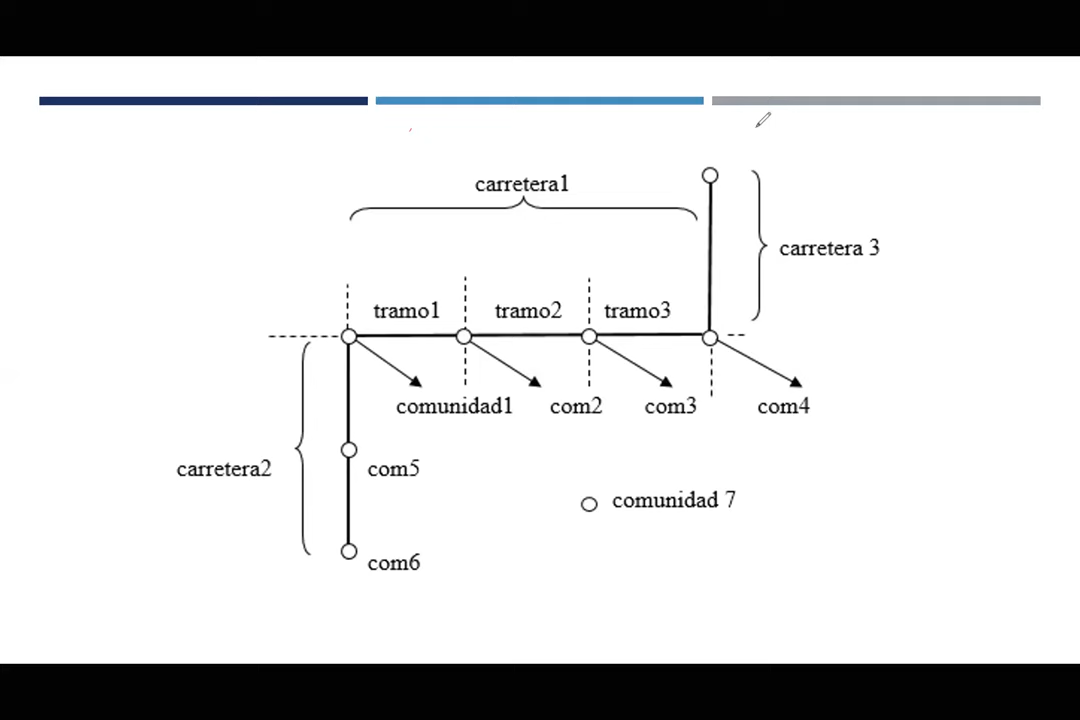 carretera1
carretera 3
tramo1
tramo2
tramo3
comunidad1
com2
com3
com4
carretera2
com5
comunidad 7
com6